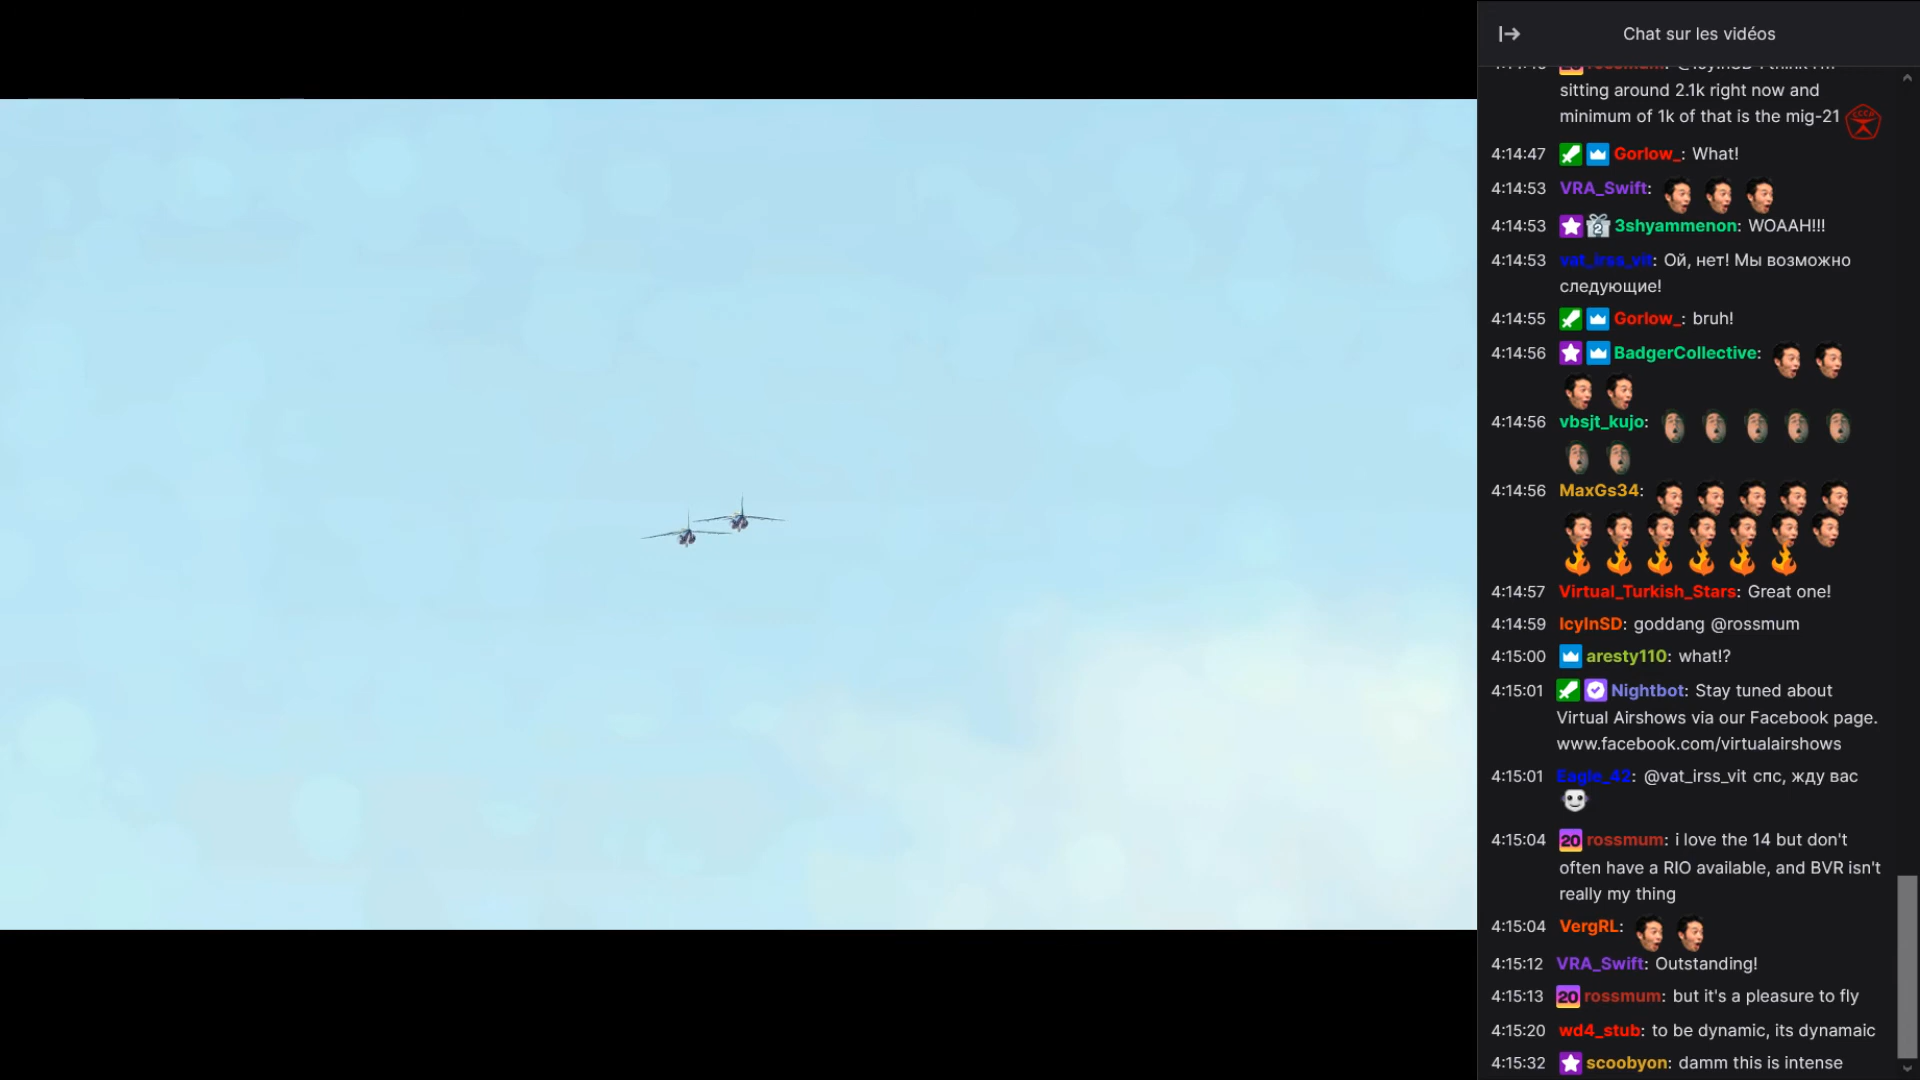 Chat sur les vidéos
sitting around 2.1k right now and
minimum of 1k of that is the mig-21
4:14:47 Gorlow_: What!
4:14:53 VRA_Swift:
4:14:53 2 3shyammenon: WOAAH!!!
4:14:53 vat_irss_vit: Ой, нет! Мы возможно
следующие!
4:14:55 Gorlow_: bruh!
4:14:56 BadgerCollective:
4:14:56 vbsjt_kujo:
4:14:56 MaxGs34:
4:14:57 Virtual_Turkish_Stars: Great one!
4:14:59 IcyInSD: goddang @rossmum
4:15:00 aresty110: what!?
4:15:01 Nightbot: Stay tuned about
Virtual Airshows via our Facebook page.
www.facebook.com/virtualairshows
4:15:01 Eagle_42: @vat_irss_vit спс, жду вас
4:15:04 20 rossmum: i love the 14 but don't
often have a RIO available, and BVR isn't
really my thing
4:15:04 VergRL:
4:15:12 VRA_Swift: Outstanding!
4:15:13 20 rossmum: but it's a pleasure to fly
4:15:20 wd4_stub: to be dynamic, its dynamaic
4:15:32 scoobyon: damm this is intense